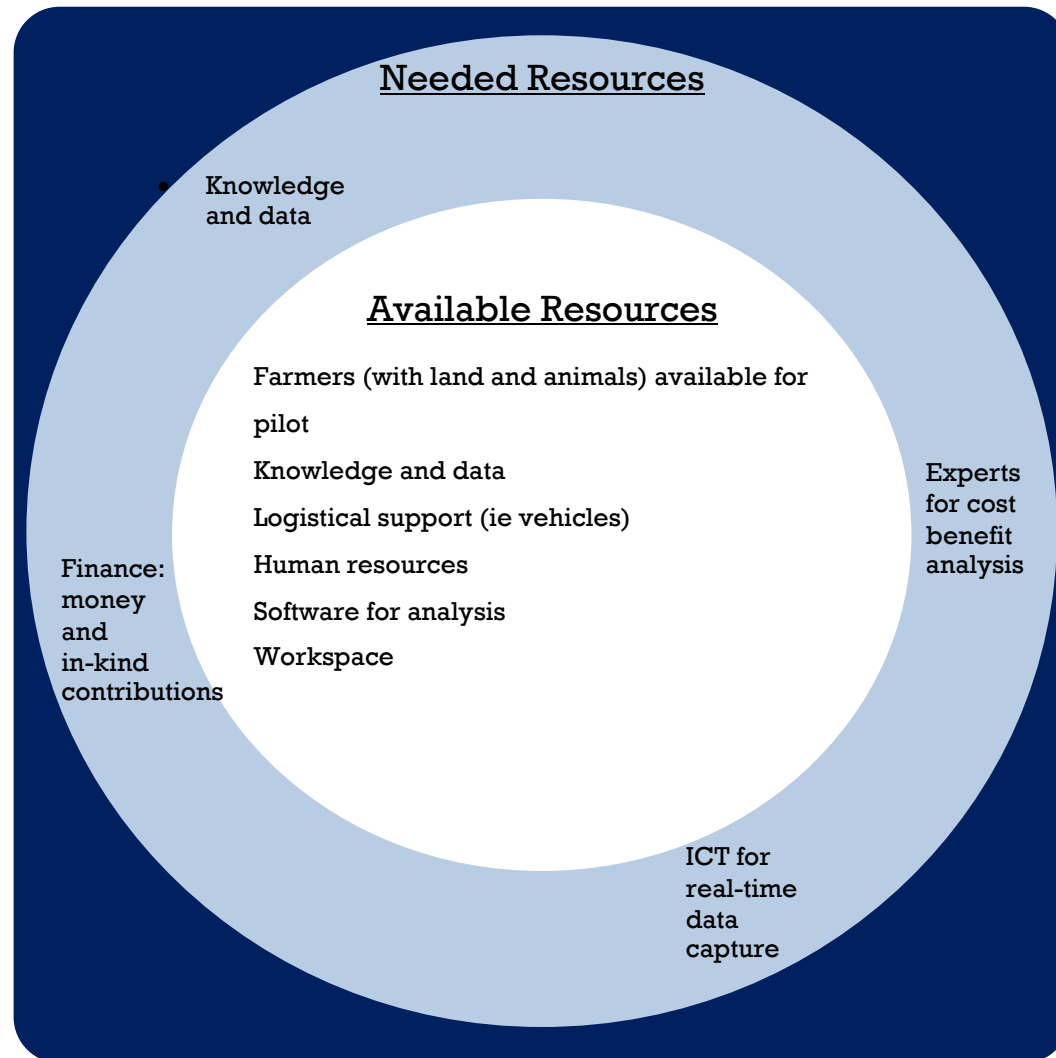 Needed Resources
• Knowledge
and data
Available Resources
Farmers (with land and animals) available for
pilot
Knowledge and data
Logistical support (ie vehicles)
Human resources
Software for analysis
Workspace
Experts
for cost
benefit
analysis
Finance:
money
and
in-kind
contributions
ICT for
real-time
data
capture